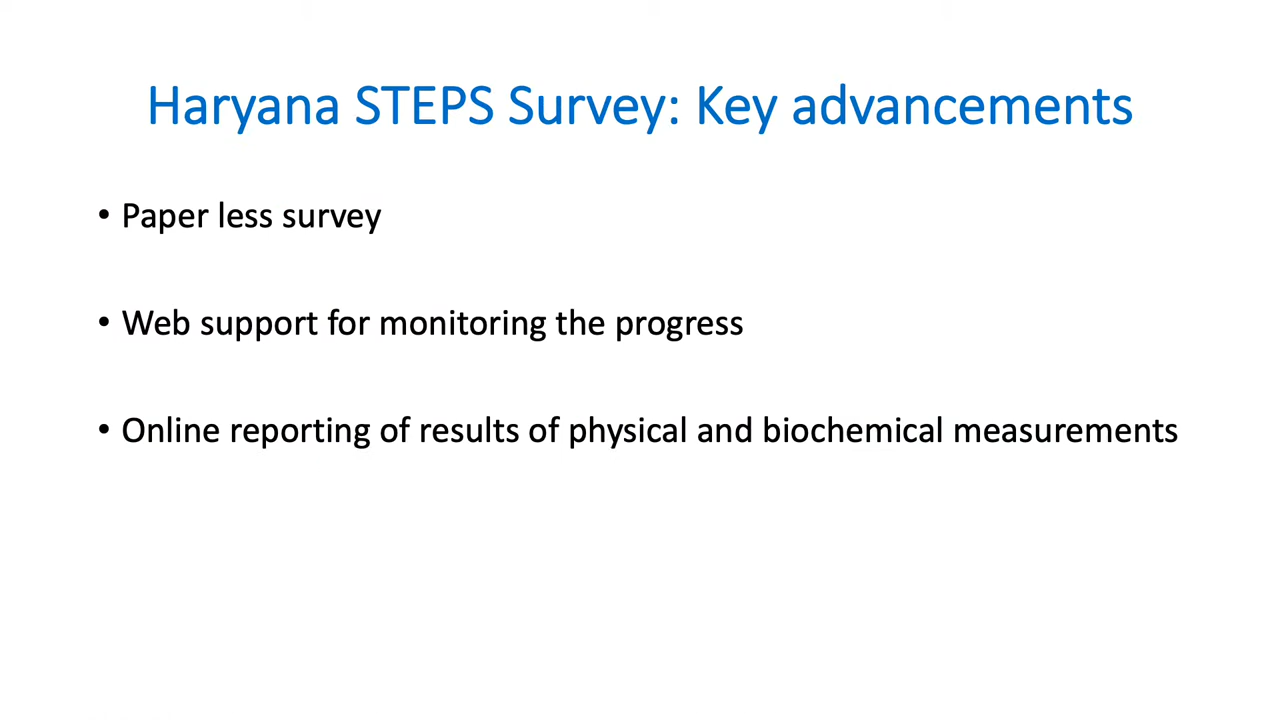 Haryana STEPS Survey: Key advancements
• Paper less survey
• Web support for monitoring the progress
• Online reporting of results of physical and biochemical measurements